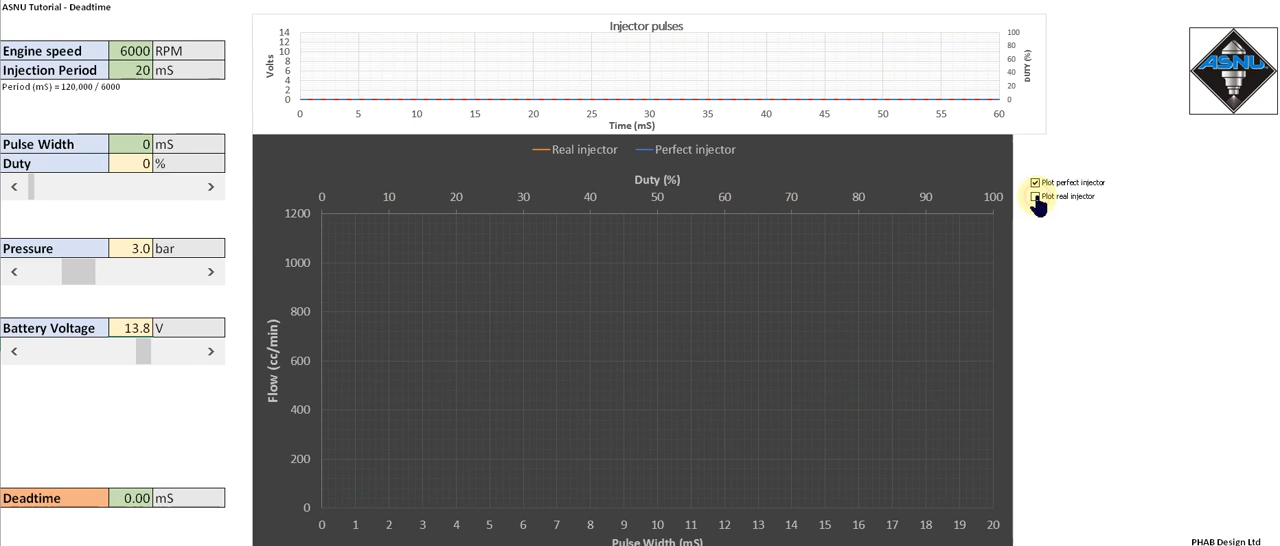 ASNU Tutorial - Deadtime
Engine speed 6000 RPM
Injection Period 20 mS
Period (mS) = 120,000 / 6000
Pulse Width 0 mS
Duty 0 %
Pressure 3.0 bar
Battery Voltage 13.8 V
Deadtime 0.00 mS
Injector pulses
Volts
14
12
10
8
6
4
2
0
100
80
60
40
20
0
DUTY (%)
0 5 10 15 20 25 30 35 40 45 50 55 60
Time (mS)
Real injector Perfect injector
Duty (%)
0 10 20 30 40 50 60 70 80 90 100
Flow (cc/min)
1200
1000
800
600
400
200
0
0 1 2 3 4 5 6 7 8 9 10 11 12 13 14 15 16 17 18 19 20
Pulse Width (mS)
Plot perfect injector
Plot real injector
ASNU
PHAB Design Ltd